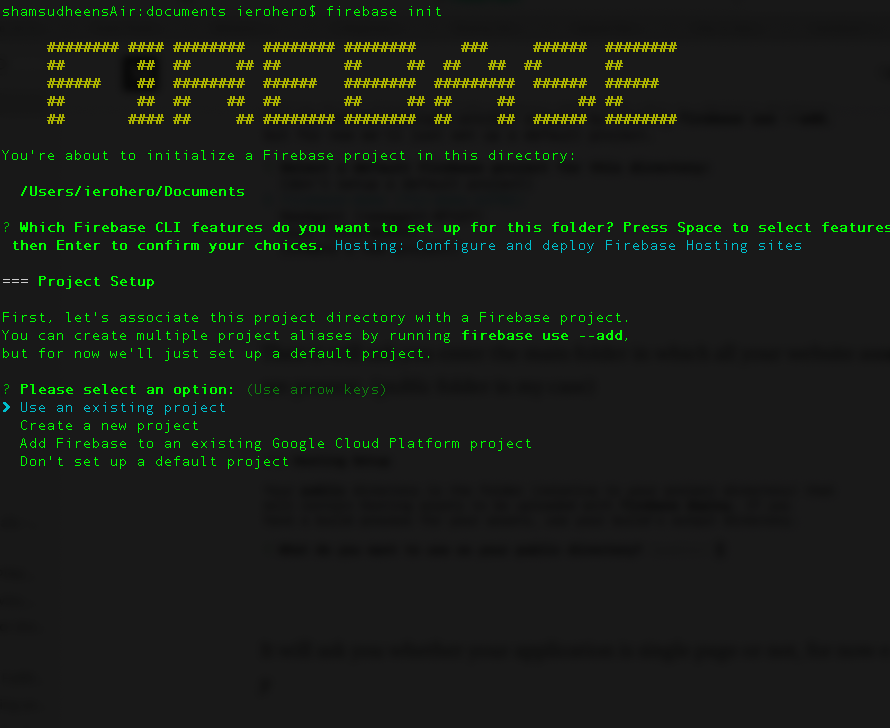 shamsudheensAir:documents ierohero$ firebase init
######## #### ########  ######## ########     ###     ######  ########
##        ##  ##     ## ##       ##     ##  ##   ##  ##       ##
######    ##  ########  ######   ########  #########  ######  ######
##        ##  ##    ##  ##       ##     ## ##     ##       ## ##
##       #### ##     ## ######## ########  ##     ##  ######  ########
You're about to initialize a Firebase project in this directory:
/Users/ierohero/Documents
? Which Firebase CLI features do you want to set up for this folder? Press Space to select features
then Enter to confirm your choices. Hosting: Configure and deploy Firebase Hosting sites
=== Project Setup
First, let's associate this project directory with a Firebase project.
You can create multiple project aliases by running firebase use --add,
but for now we'll just set up a default project.
? Please select an option: (Use arrow keys)
❯ Use an existing project
Create a new project
Add Firebase to an existing Google Cloud Platform project
Don't set up a default project